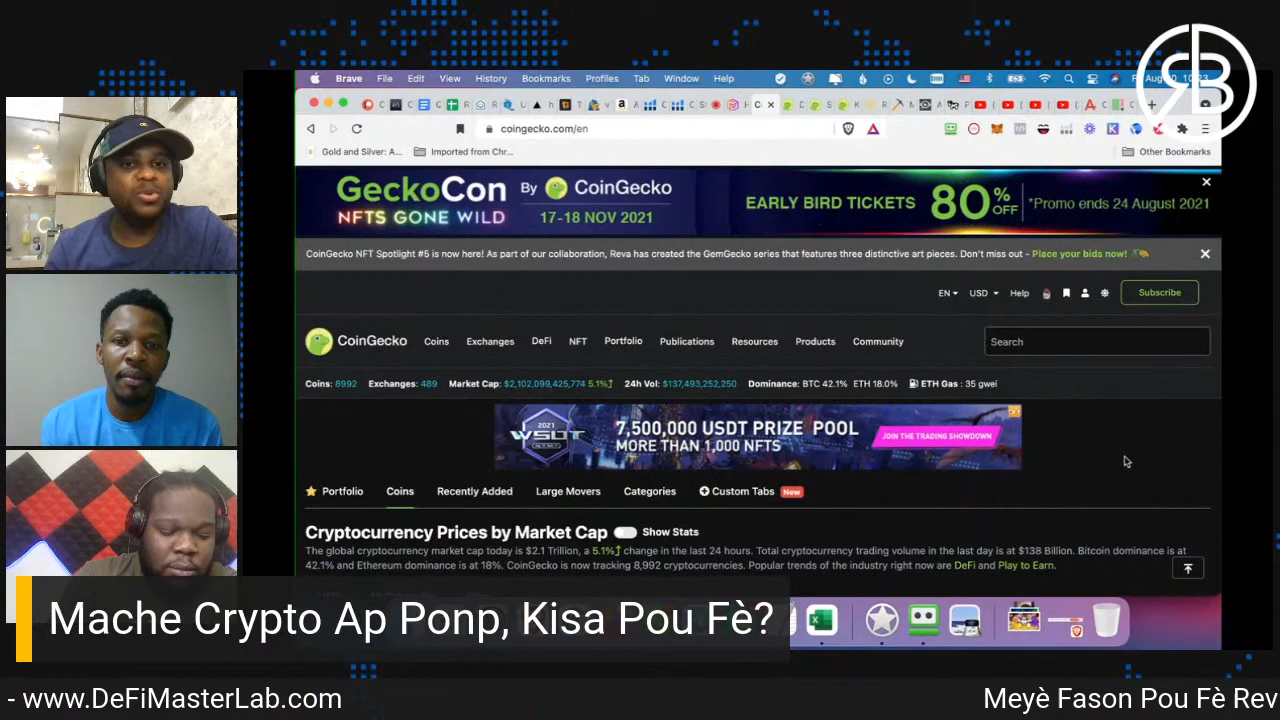 Brave File Edit View History Bookmarks Profiles Tab Window Help
coingecko.com/en
Gold and Silver: A... Imported from Chr... Other Bookmarks
GeckoCon By CoinGecko
NFTS GONE WILD 17-18 NOV 2021
EARLY BIRD TICKETS 80% OFF *Promo ends 24 August 2021
CoinGecko NFT Spotlight #5 is now here! As part of our collaboration, Reva has created the GemGecko series that features three distinctive art pieces. Don't miss out - Place your bids now!
EN USD Help Subscribe
CoinGecko Coins Exchanges DeFi NFT Portfolio Publications Resources Products Community Search
Coins: 8992 Exchanges: 489 Market Cap: $2,102,099,425,774 5.1% 24h Vol: $137,493,252,250 Dominance: BTC 42.1% ETH 18.0% ETH Gas : 35 gwei
2021
WSOT
7,500,000 USDT PRIZE POOL
MORE THAN 1,000 NFTS
JOIN THE TRADING SHOWDOWN
Portfolio Coins Recently Added Large Movers Categories Custom Tabs New
Cryptocurrency Prices by Market Cap Show Stats
The global cryptocurrency market cap today is $2.1 Trillion, a 5.1% change in the last 24 hours. Total cryptocurrency trading volume in the last day is at $138 Billion. Bitcoin dominance is at
42.1% and Ethereum dominance is at 18%. CoinGecko is now tracking 8,992 cryptocurrencies. Popular trends of the industry right now are DeFi and Play to Earn.
Mache Crypto Ap Ponp, Kisa Pou Fè?
- www.DeFiMasterLab.com
Meyè Fason Pou Fè Rev